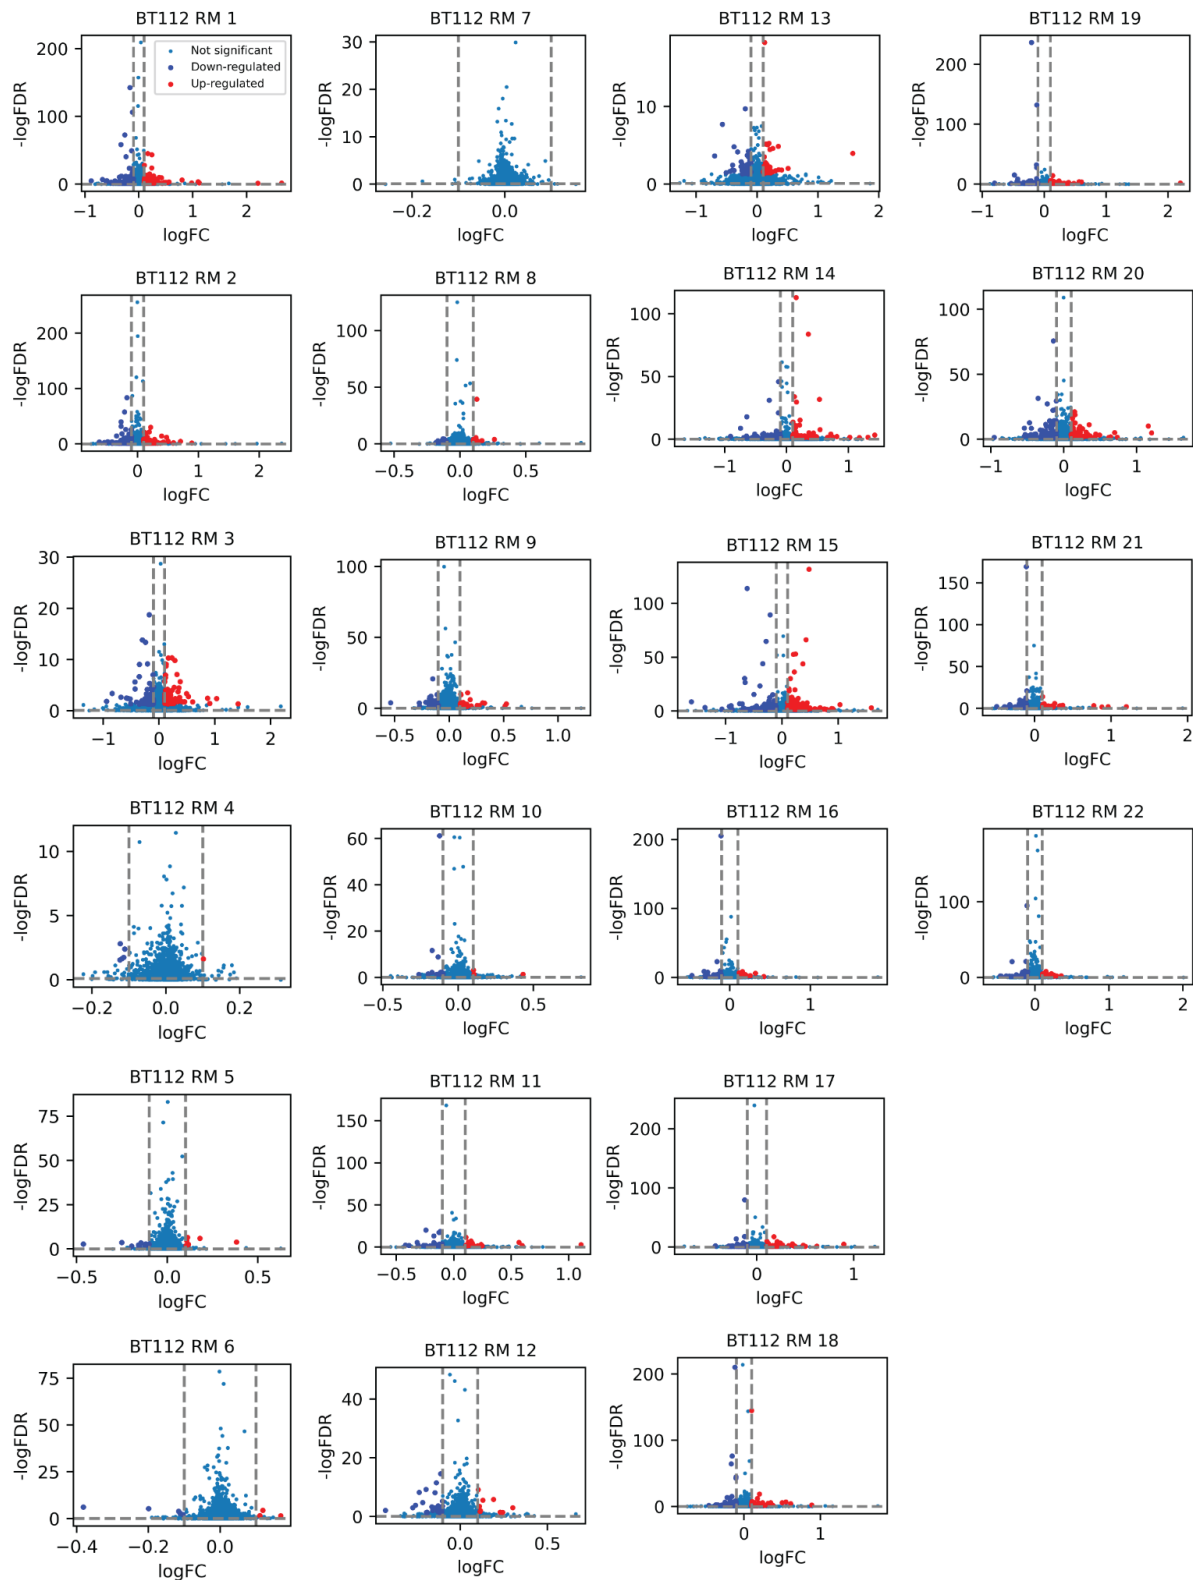 BT112 RM 1
200
100
0
-logFDR
Not significant
Down-regulated
Up-regulated
−1 0 1 2
logFC
BT112 RM 7
30
20
10
0
-logFDR
−0.2 0.0
logFC
BT112 RM 13
10
0
-logFDR
−1 0 1 2
logFC
BT112 RM 19
200
150
100
50
0
-logFDR
−1 0 1 2
logFC
BT112 RM 2
200
100
0
-logFDR
0 1 2
logFC
BT112 RM 8
100
50
0
-logFDR
−0.5 0.0 0.5
logFC
BT112 RM 14
100
50
0
-logFDR
−1 0 1
logFC
BT112 RM 20
100
50
0
-logFDR
−1 0 1
logFC
BT112 RM 3
30
20
10
0
-logFDR
−1 0 1 2
logFC
BT112 RM 9
100
75
50
25
0
-logFDR
−0.5 0.0 0.5 1.0
logFC
BT112 RM 15
100
50
0
-logFDR
−1 0 1
logFC
BT112 RM 21
150
100
50
0
-logFDR
0 1 2
logFC
BT112 RM 4
10
5
0
-logFDR
−0.2 0.0 0.2
logFC
BT112 RM 10
60
40
20
0
-logFDR
−0.5 0.0 0.5
logFC
BT112 RM 16
200
100
0
-logFDR
0 1
logFC
BT112 RM 22
100
0
-logFDR
0 1 2
logFC
BT112 RM 5
75
50
25
0
-logFDR
−0.5 0.0 0.5
logFC
BT112 RM 11
150
100
50
0
-logFDR
−0.5 0.0 0.5 1.0
logFC
BT112 RM 17
200
100
0
-logFDR
0 1
logFC
BT112 RM 6
75
50
25
0
-logFDR
−0.4 −0.2 0.0
logFC
BT112 RM 12
40
20
0
-logFDR
0.0 0.5
logFC
BT112 RM 18
200
100
0
-logFDR
0 1
logFC